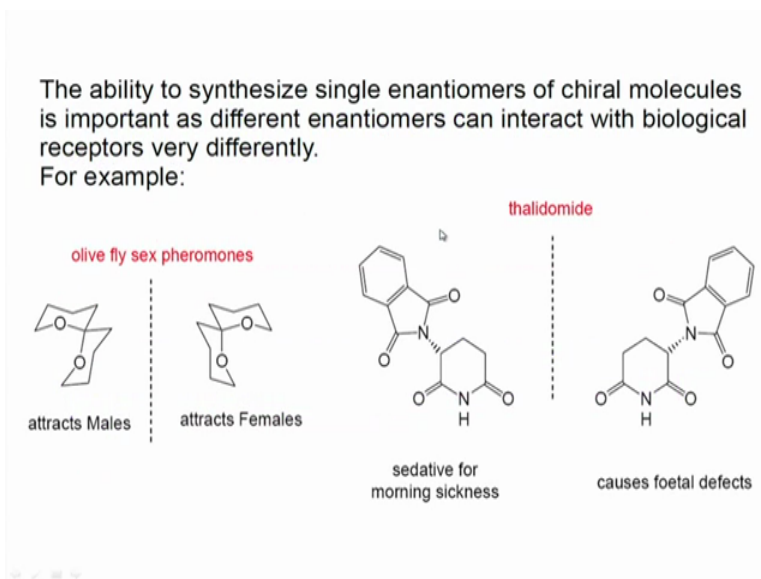 The ability to synthesize single enantiomers of chiral molecules
is important as different enantiomers can interact with biological
receptors very differently.
For example:
thalidomide
olive fly sex pheromones
O
O
O
O
O
N
O
O
N
H
O
O
N
O
O
N
H
O
attracts Males
attracts Females
sedative for
morning sickness
causes foetal defects